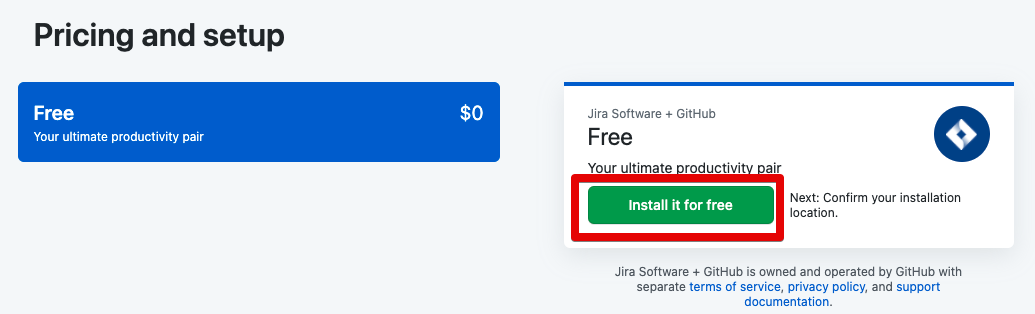 Pricing and setup
Free
$0
Your ultimate productivity pair
Jira Software + GitHub
Free
Your ultimate productivity pair
Install it for free
Next: Confirm your installation
location.
Jira Software + GitHub is owned and operated by GitHub with
separate terms of service, privacy policy, and support
documentation.